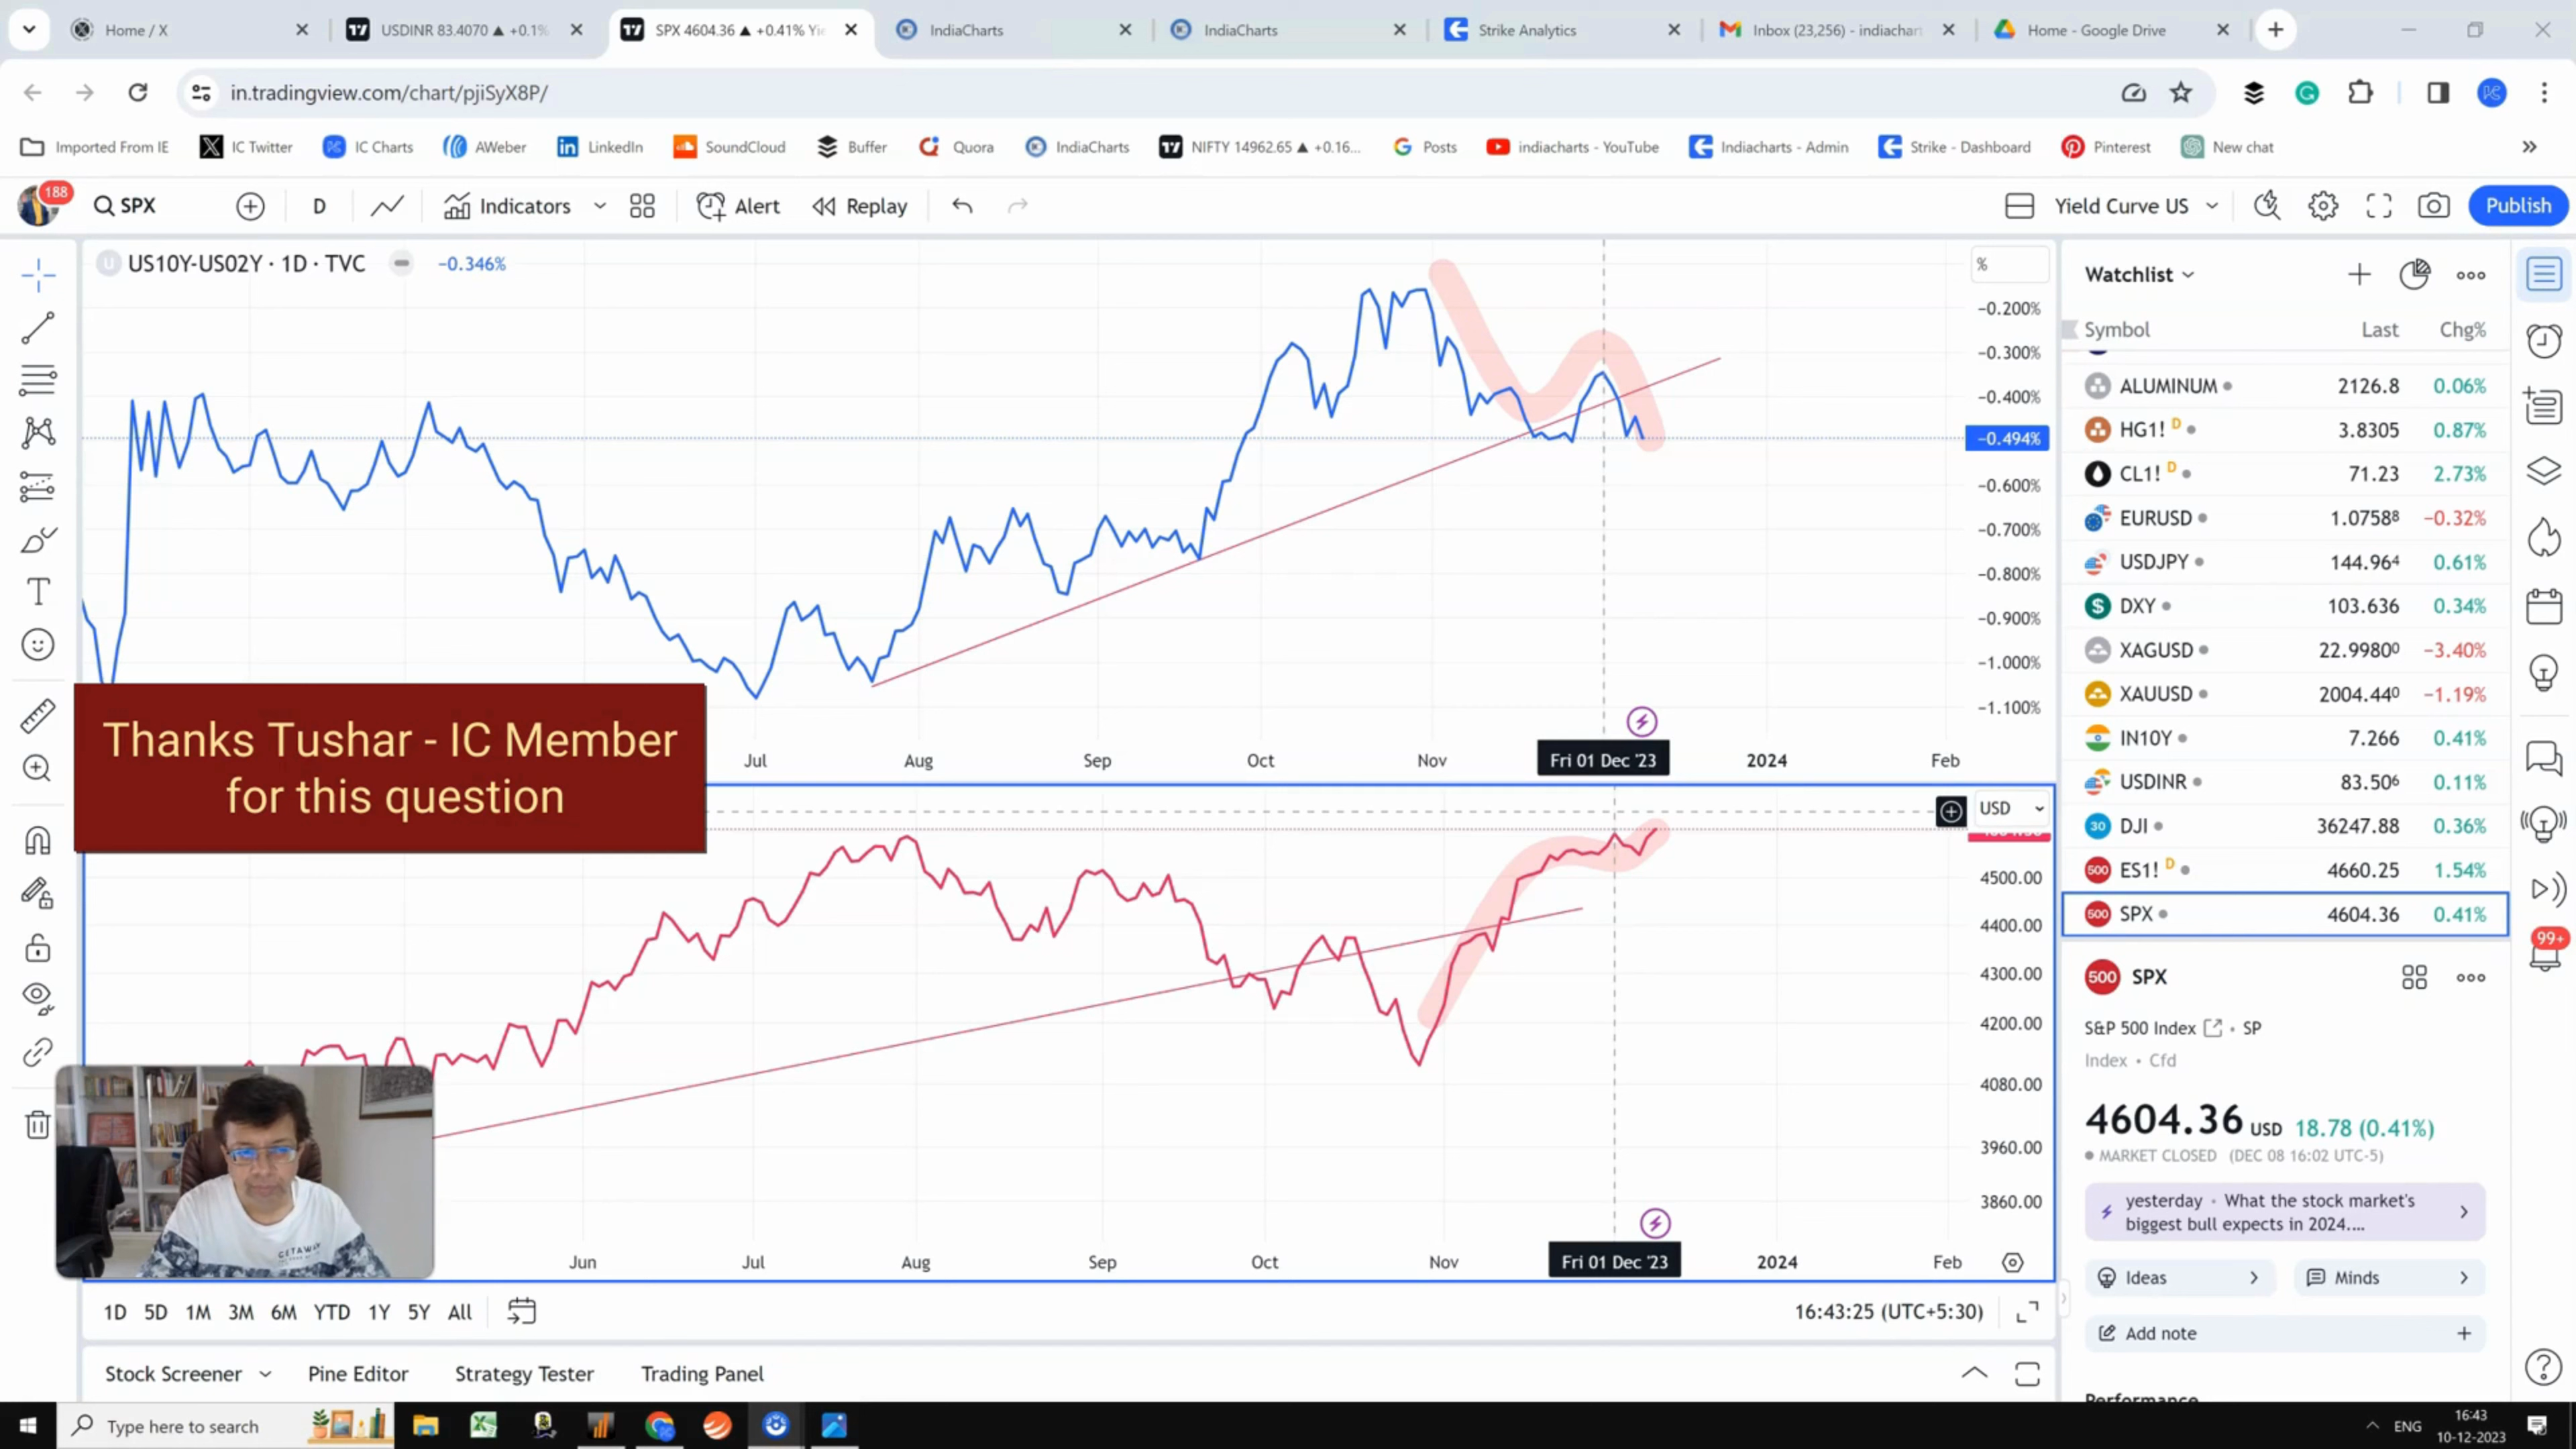 Home / X
USDINR 83.4070 ▲ +0.1%
SPX 4604.36 ▲ +0.41% Yie
IndiaCharts
IndiaCharts
Strike Analytics
Inbox (23,256) - indiachart
Home - Google Drive
in.tradingview.com/chart/pjiSyX8P/
Imported From IE
IC Twitter
IC Charts
AWeber
LinkedIn
SoundCloud
Buffer
Quora
IndiaCharts
NIFTY 14962.65 ▲ +0.16...
Posts
indiacharts - YouTube
Indiacharts - Admin
Strike - Dashboard
Pinterest
New chat
188
SPX
D
Indicators
Alert
Replay
Yield Curve US
Publish
US10Y-US02Y · 1D · TVC
−0.346%
%
−0.200%
−0.300%
−0.400%
−0.494%
−0.600%
−0.700%
−0.800%
−0.900%
−1.000%
−1.100%
Jul Aug Sep Oct Nov Fri 01 Dec '23 2024 Feb
Thanks Tushar - IC Member
for this question
USD
4500.00
4400.00
4300.00
4200.00
4080.00
3960.00
3860.00
Jun Jul Aug Sep Oct Nov Fri 01 Dec '23 2024 Feb
GETAWAY
1D 5D 1M 3M 6M YTD 1Y 5Y All
16:43:25 (UTC+5:30)
Stock Screener
Pine Editor
Strategy Tester
Trading Panel
Watchlist
Symbol Last Chg%
ALUMINUM 2126.8 0.06%
HG1! D 3.8305 0.87%
CL1! D 71.23 2.73%
EURUSD 1.07588 −0.32%
USDJPY 144.964 0.61%
DXY 103.636 0.34%
XAGUSD 22.9980 −3.40%
XAUUSD 2004.440 −1.19%
IN10Y 7.266 0.41%
USDINR 83.506 0.11%
30 DJI 36247.88 0.36%
500 ES1! D 4660.25 1.54%
500 SPX 4604.36 0.41%
99+
500 SPX
S&P 500 Index • SP
Index • Cfd
4604.36 USD 18.78 (0.41%)
MARKET CLOSED (DEC 08 16:02 UTC-5)
yesterday • What the stock market's
biggest bull expects in 2024....
Ideas
Minds
Add note
Performance
Type here to search
ENG
16:43
10-12-2023